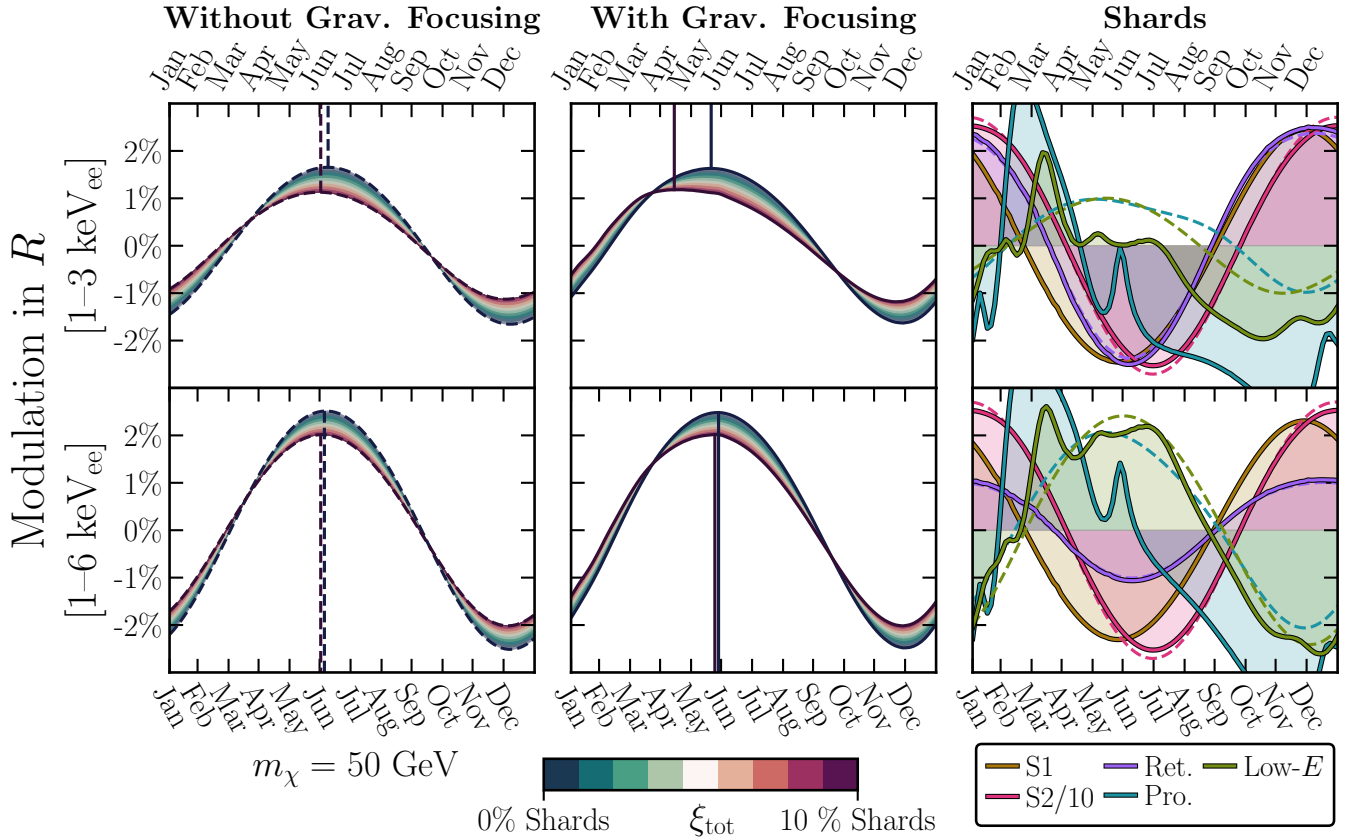 Without Grav. Focusing
With Grav. Focusing
Shards
Jan Feb Mar Apr May Jun Jul Aug Sep Oct Nov Dec
Jan Feb Mar Apr May Jun Jul Aug Sep Oct Nov Dec
Jan Feb Mar Apr May Jun Jul Aug Sep Oct Nov Dec
Modulation in R
[1–3 keVee]
2%
1%
0%
-1%
-2%
[1–6 keVee]
2%
1%
0%
-1%
-2%
Jan Feb Mar Apr May Jun Jul Aug Sep Oct Nov Dec
Jan Feb Mar Apr May Jun Jul Aug Sep Oct Nov Dec
Jan Feb Mar Apr May Jun Jul Aug Sep Oct Nov Dec
mχ = 50 GeV
0% Shards
ξtot
10 % Shards
S1
Ret.
Low-E
S2/10
Pro.